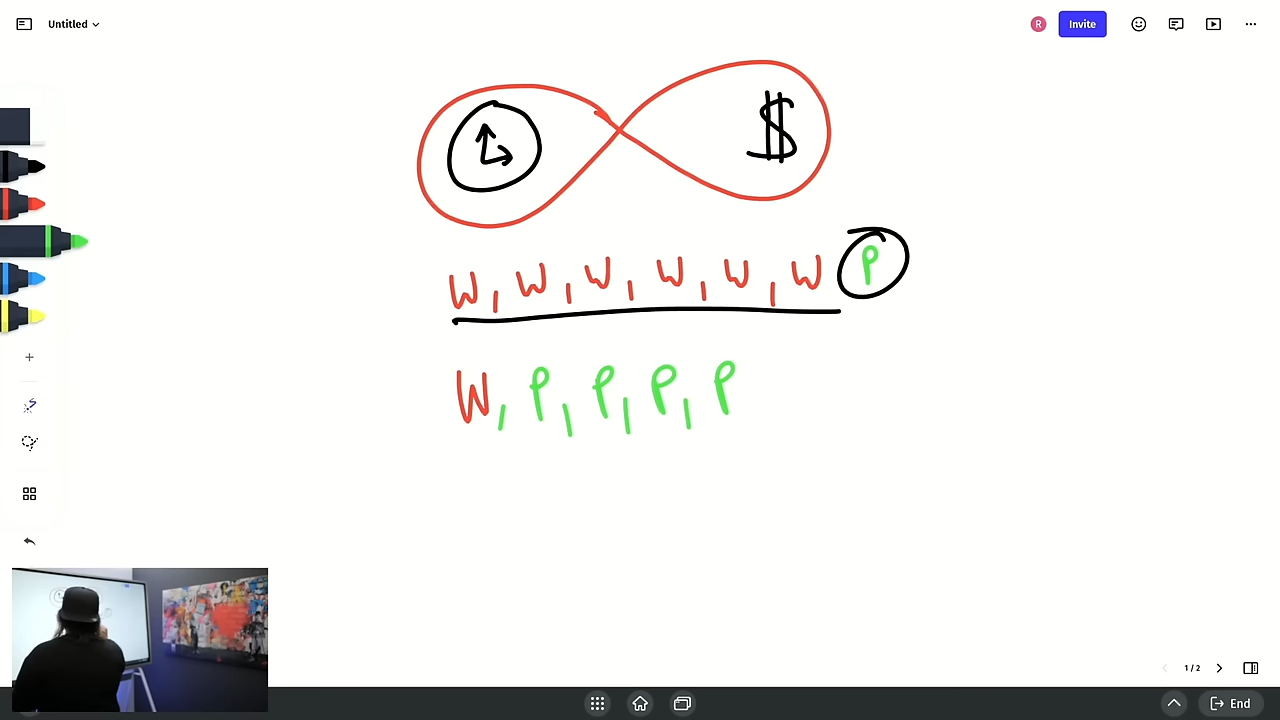 Untitled
R
Invite
$
W, W, W, W, W, W P
W, P, P, P, P
1 / 2
End